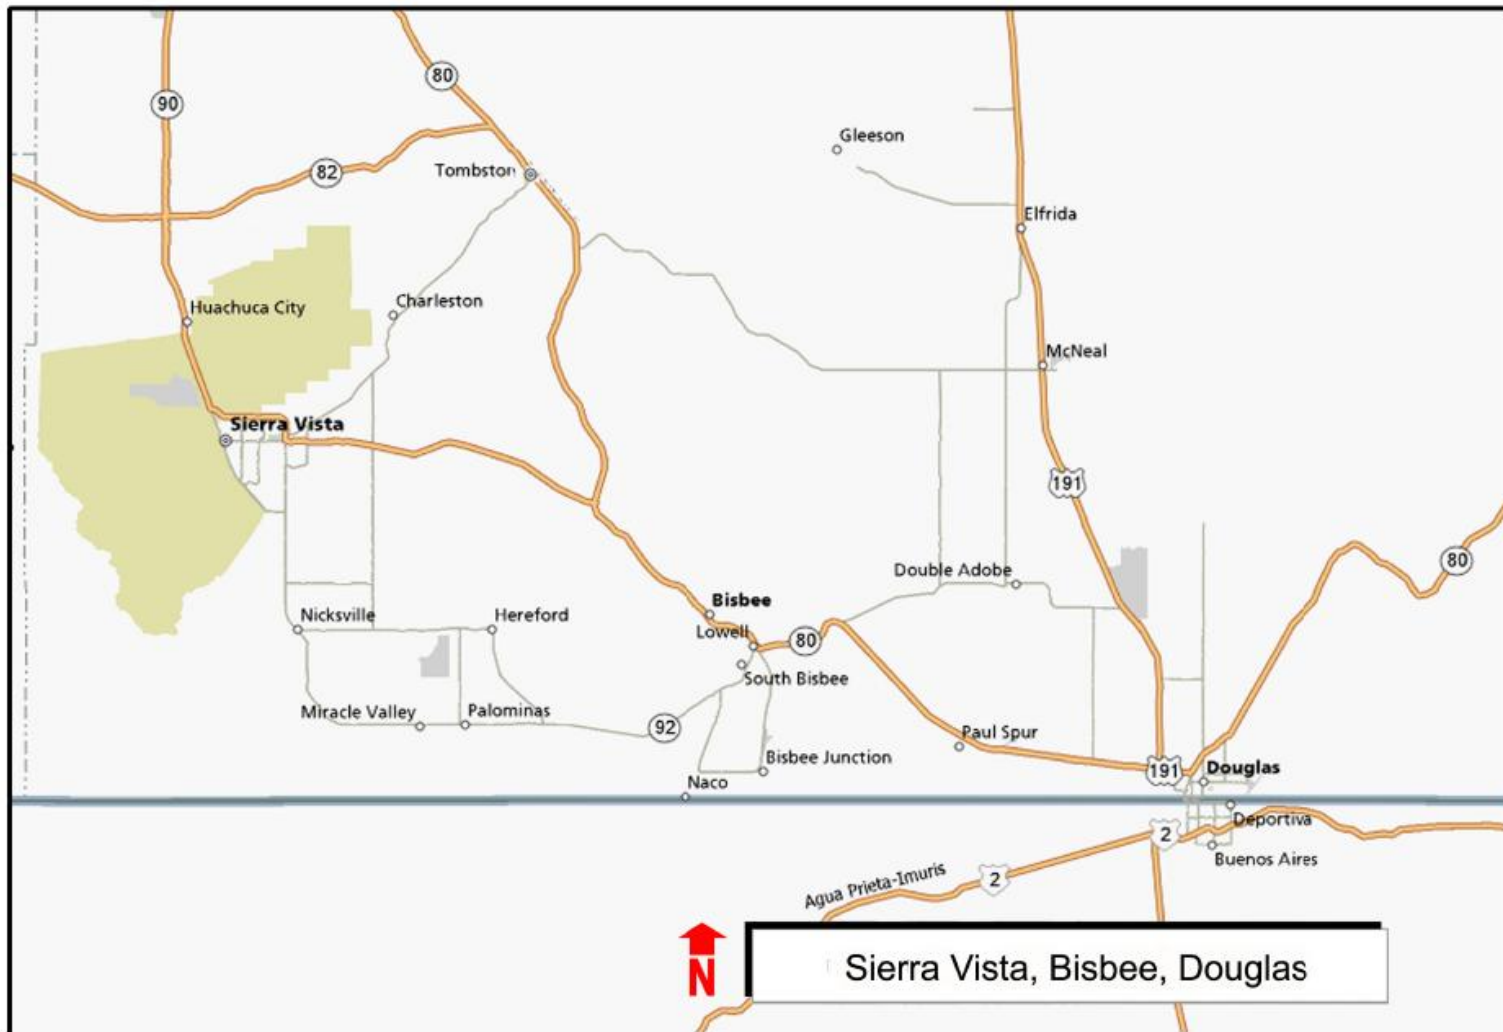 80
90
Gleeson
82
Tombston
Elfrida
Huachuca City
Charleston
McNeal
Sierra Vista
191
80
Double Adobe
Bisbee
Nicksville
Hereford
Lowell
80
South Bisbee
Miracle Valley
Palominas
92
Paul Spur
Bisbee Junction
191
Douglas
Naco
Deportiva
2
Buenos Aires
Agua Prieta-Imuris
2
N
Sierra Vista, Bisbee, Douglas